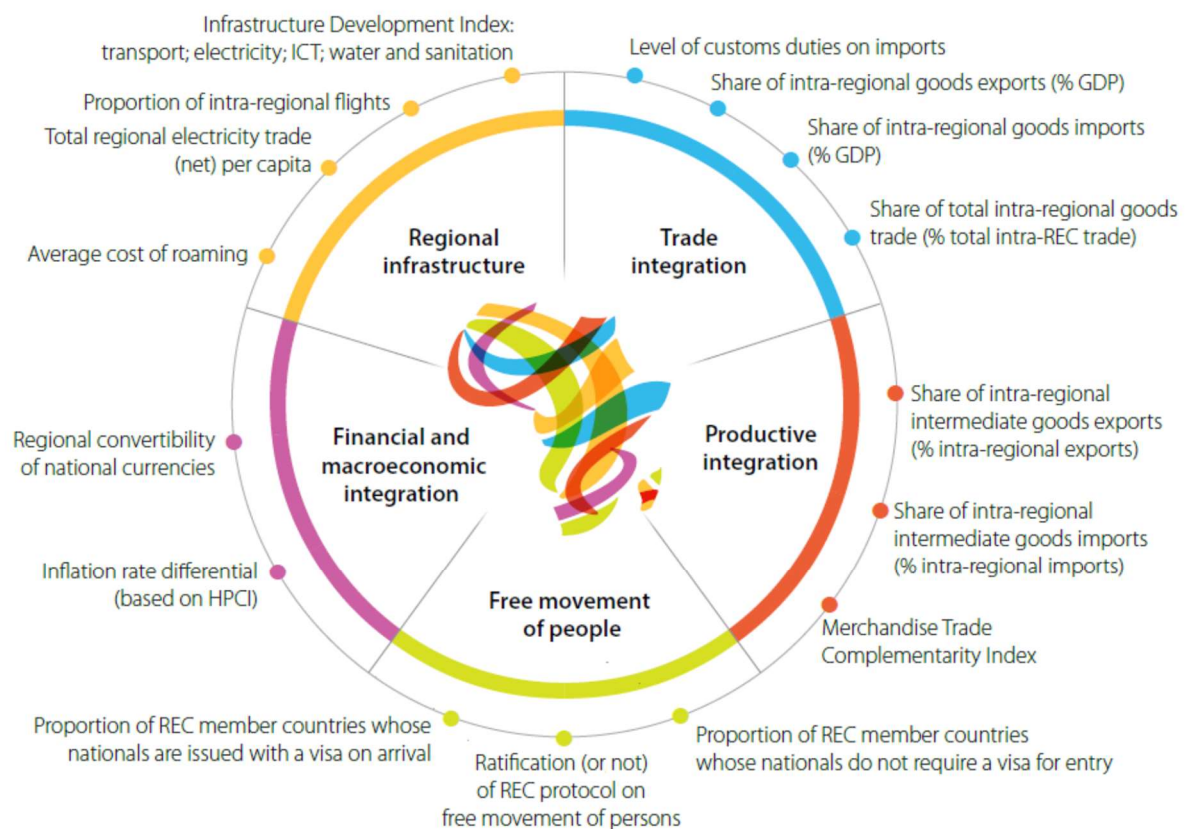 Infrastructure Development Index:
transport; electricity; ICT; water and sanitation
Proportion of intra-regional flights
Total regional electricity trade
(net) per capita
Average cost of roaming
Level of customs duties on imports
Share of intra-regional goods exports (% GDP)
Share of intra-regional goods imports
(% GDP)
Share of total intra-regional goods
trade (% total intra-REC trade)
Regional
infrastructure
Trade
integration
Financial and
macroeconomic
integration
Productive
integration
Free movement
of people
Regional convertibility
of national currencies
Inflation rate differential
(based on HPCI)
Share of intra-regional
intermediate goods exports
(% intra-regional exports)
Share of intra-regional
intermediate goods imports
(% intra-regional imports)
Merchandise Trade
Complementarity Index
Proportion of REC member countries whose
nationals are issued with a visa on arrival
Ratification (or not)
of REC protocol on
free movement of persons
Proportion of REC member countries
whose nationals do not require a visa for entry